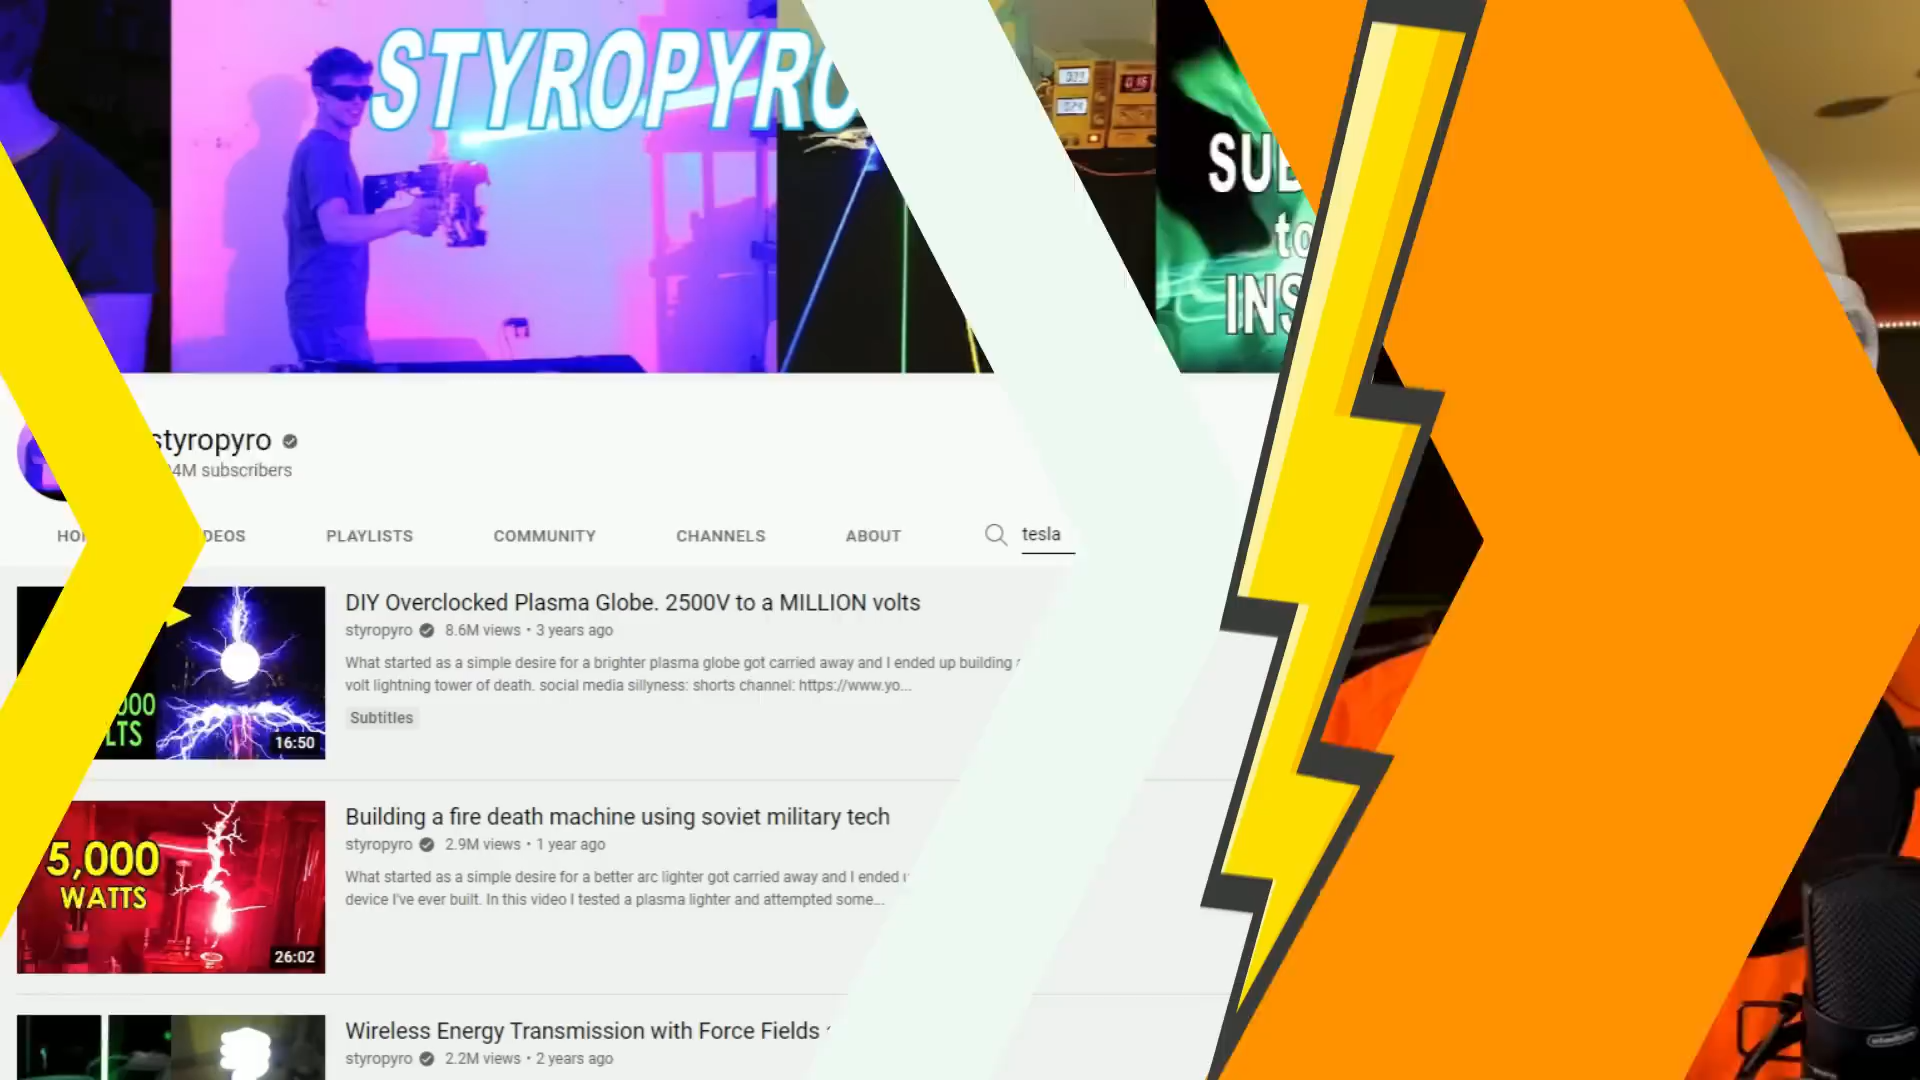 STYROPYRO
SUB
to
INS
styropyro
4M subscribers
PLAYLISTS
COMMUNITY
CHANNELS
ABOUT
tesla
DIY Overclocked Plasma Globe. 2500V to a MILLION volts
styropyro 8.6M views • 3 years ago
What started as a simple desire for a brighter plasma globe got carried away and I ended up building
volt lightning tower of death. social media sillyness: shorts channel: https://www.yo...
Subtitles
16:50
Building a fire death machine using soviet military tech
styropyro 2.9M views • 1 year ago
What started as a simple desire for a better arc lighter got carried away and I ended
device I've ever built. In this video I tested a plasma lighter and attempted some...
5,000
WATTS
26:02
Wireless Energy Transmission with Force Fields
styropyro 2.2M views • 2 years ago